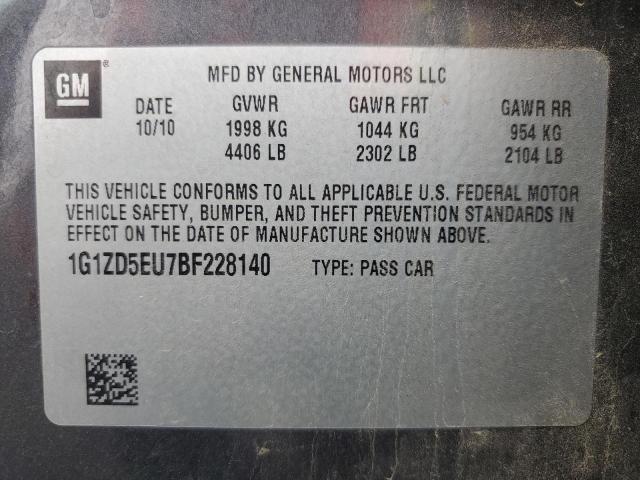 GM®
MFD BY GENERAL MOTORS LLC
DATE GVWR GAWR FRT GAWR RR
10/10 1998 KG 1044 KG 954 KG
4406 LB 2302 LB 2104 LB
THIS VEHICLE CONFORMS TO ALL APPLICABLE U.S. FEDERAL MOTOR
VEHICLE SAFETY, BUMPER, AND THEFT PREVENTION STANDARDS IN
EFFECT ON THE DATE OF MANUFACTURE SHOWN ABOVE.
1G1ZD5EU7BF228140 TYPE: PASS CAR